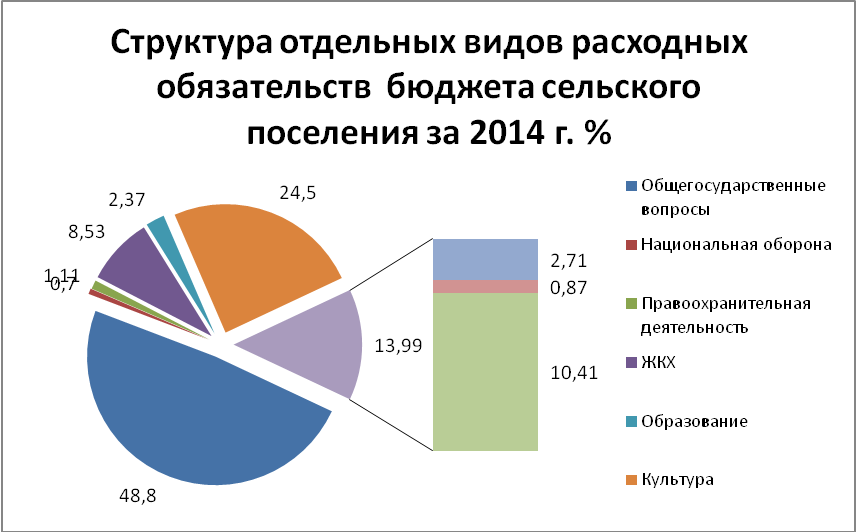 Структура отдельных видов расходных
обязательств бюджета сельского
поселения за 2014 г. %
24,5
2,37
8,53
1,11
0,7
48,8
13,99
2,71
0,87
10,41
Общегосударственные
вопросы
Национальная оборона
Правоохранительная
деятельность
ЖКХ
Образование
Культура